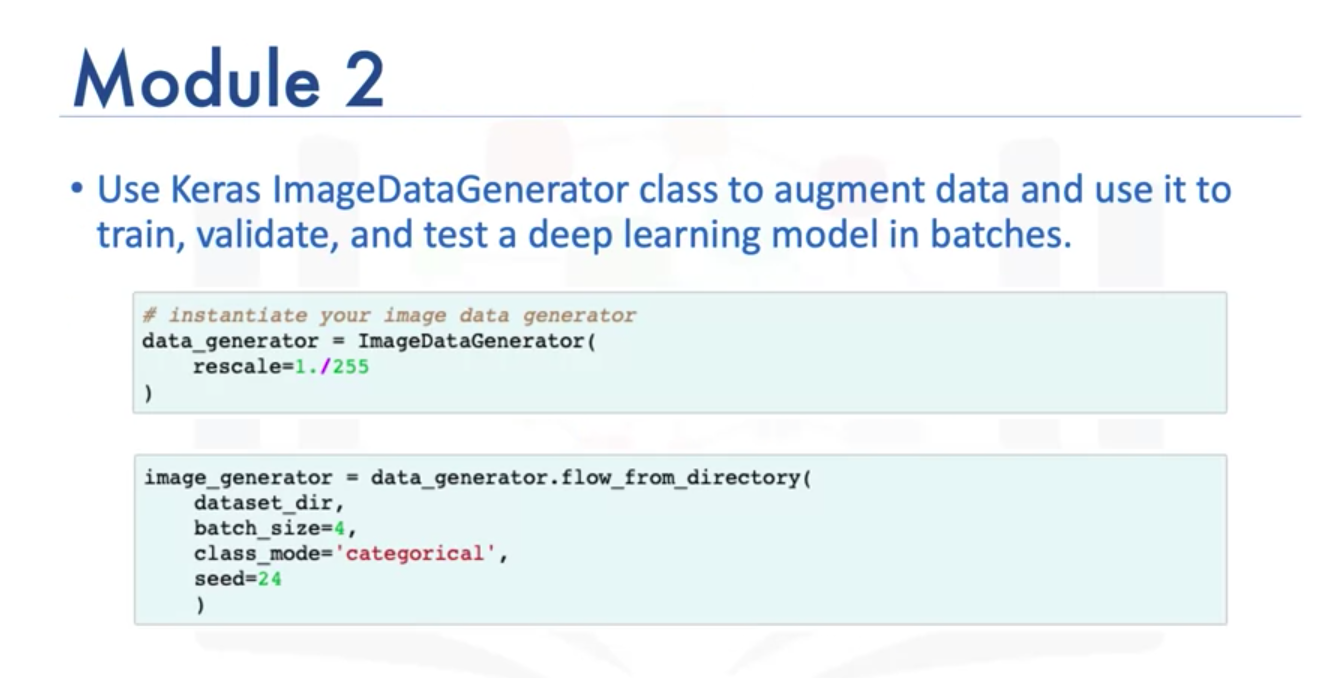 Module 2
• Use Keras ImageDataGenerator class to augment data and use it to
train, validate, and test a deep learning model in batches.
# instantiate your image data generator
data_generator = ImageDataGenerator(
    rescale=1./255
)
image_generator = data_generator.flow_from_directory(
    dataset_dir,
    batch_size=4,
    class_mode='categorical',
    seed=24
    )